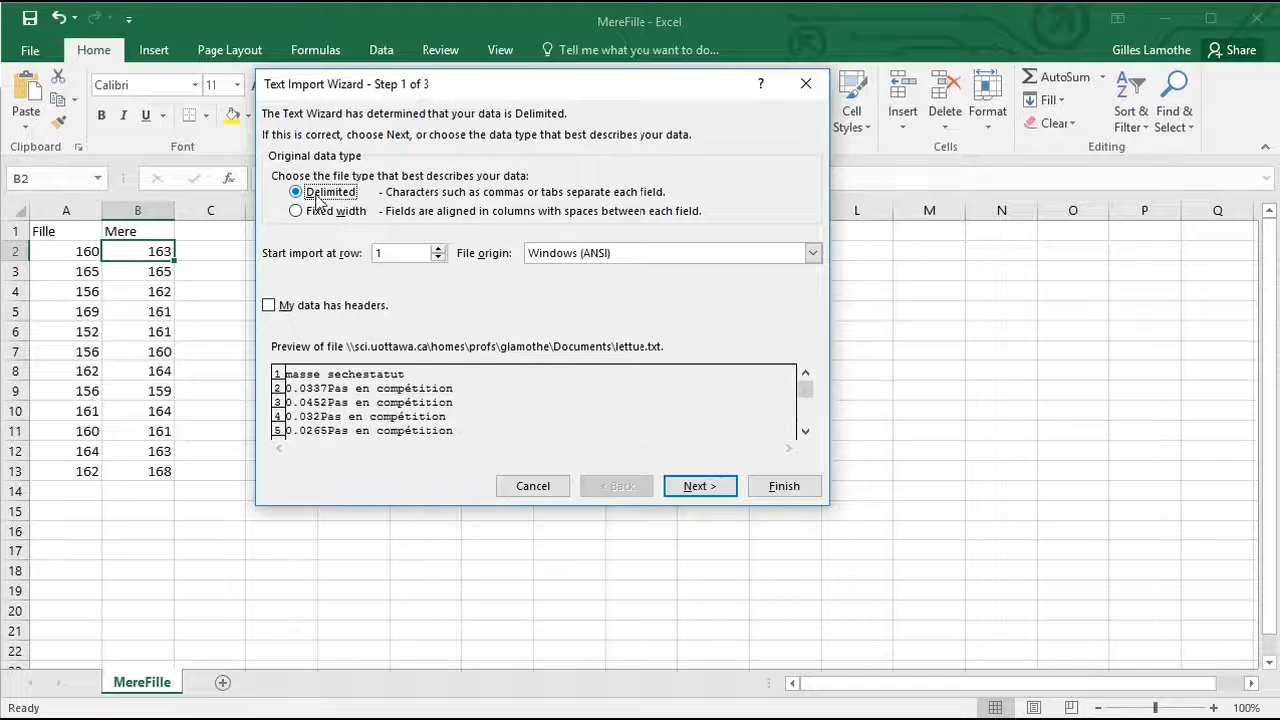 MereFille - Excel
File Home Insert Page Layout Formulas Data Review View Tell me what you want to do... Gilles Lamothe Share
Paste
Clipboard
Calibri 11
B I U
Font
Cell Styles
Insert Delete Format
Cells
AutoSum
Fill
Clear
Sort & Filter
Find & Select
Editing
B2
fx
Text Import Wizard - Step 1 of 3 ?
The Text Wizard has determined that your data is Delimited.
If this is correct, choose Next, or choose the data type that best describes your data.
Original data type
Choose the file type that best describes your data:
Delimited - Characters such as commas or tabs separate each field.
Fixed width - Fields are aligned in columns with spaces between each field.
Start import at row: 1 File origin: Windows (ANSI)
My data has headers.
Preview of file \\sci.uottawa.ca\homes\profs\glamothe\Documents\lettue.txt.
1 masse sechestatut
2 0.0337Pas en compétition
3 0.0452Pas en compétition
4 0.032Pas en compétition
5 0.0265Pas en compétition
Cancel < Back Next > Finish
A B C L M N O P Q
1 Fille Mere
2 160 163
3 165 165
4 156 162
5 169 161
6 152 161
7 156 160
8 162 164
9 156 159
10 161 164
11 160 161
12 164 163
13 162 168
14
15
16
17
18
19
20
21
22
MereFille
Ready
100%